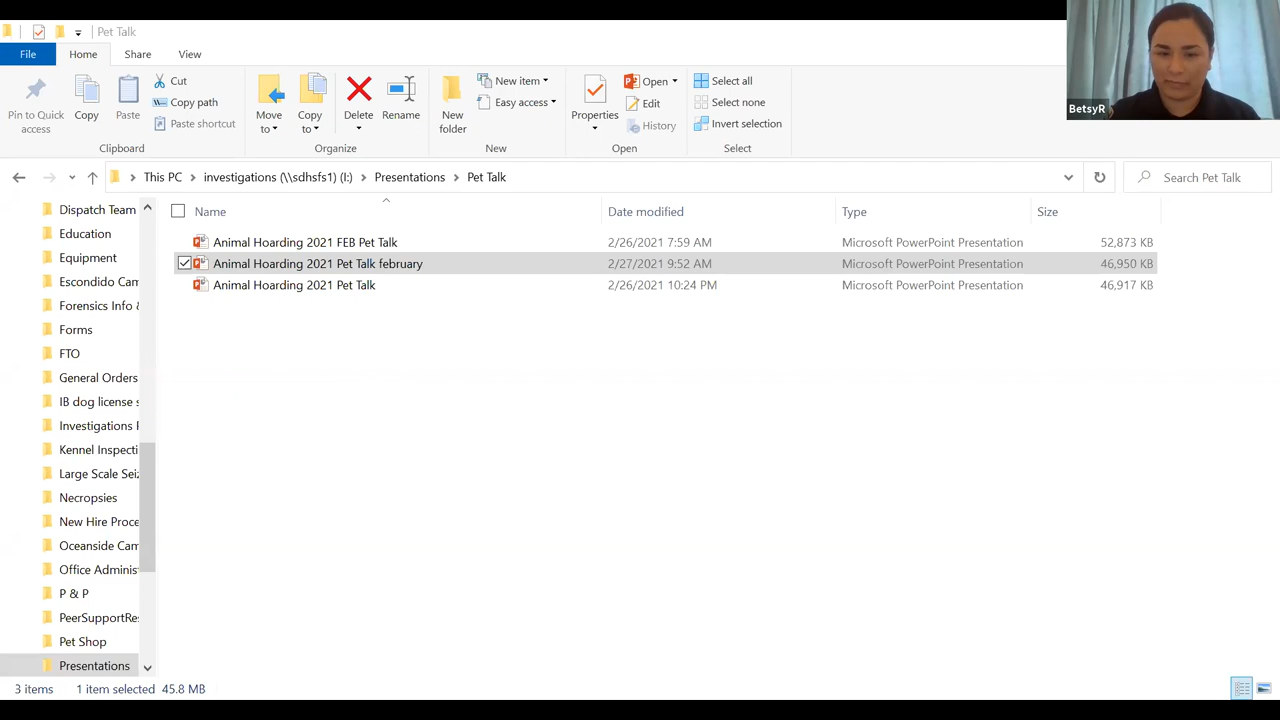 Pet Talk
File Home Share View
Pin to Quick access
Copy
Paste
Cut
Copy path
Paste shortcut
Clipboard
Move to
Copy to
Delete
Rename
Organize
New folder
New item
Easy access
New
Properties
Open
Edit
History
Open
Select all
Select none
Invert selection
Select
BetsyR
This PC investigations (\\sdhsfs1) (I:) Presentations Pet Talk
Search Pet Talk
Dispatch Team
Education
Equipment
Escondido Cam
Forensics Info &
Forms
FTO
General Orders
IB dog license s
Investigations
Kennel Inspecti
Large Scale Seiz
Necropsies
New Hire Proce
Oceanside Cam
Office Adminis
P & P
PeerSupportRes
Pet Shop
Presentations
Name Date modified Type Size
Animal Hoarding 2021 FEB Pet Talk 2/26/2021 7:59 AM Microsoft PowerPoint Presentation 52,873 KB
Animal Hoarding 2021 Pet Talk february 2/27/2021 9:52 AM Microsoft PowerPoint Presentation 46,950 KB
Animal Hoarding 2021 Pet Talk 2/26/2021 10:24 PM Microsoft PowerPoint Presentation 46,917 KB
3 items 1 item selected 45.8 MB